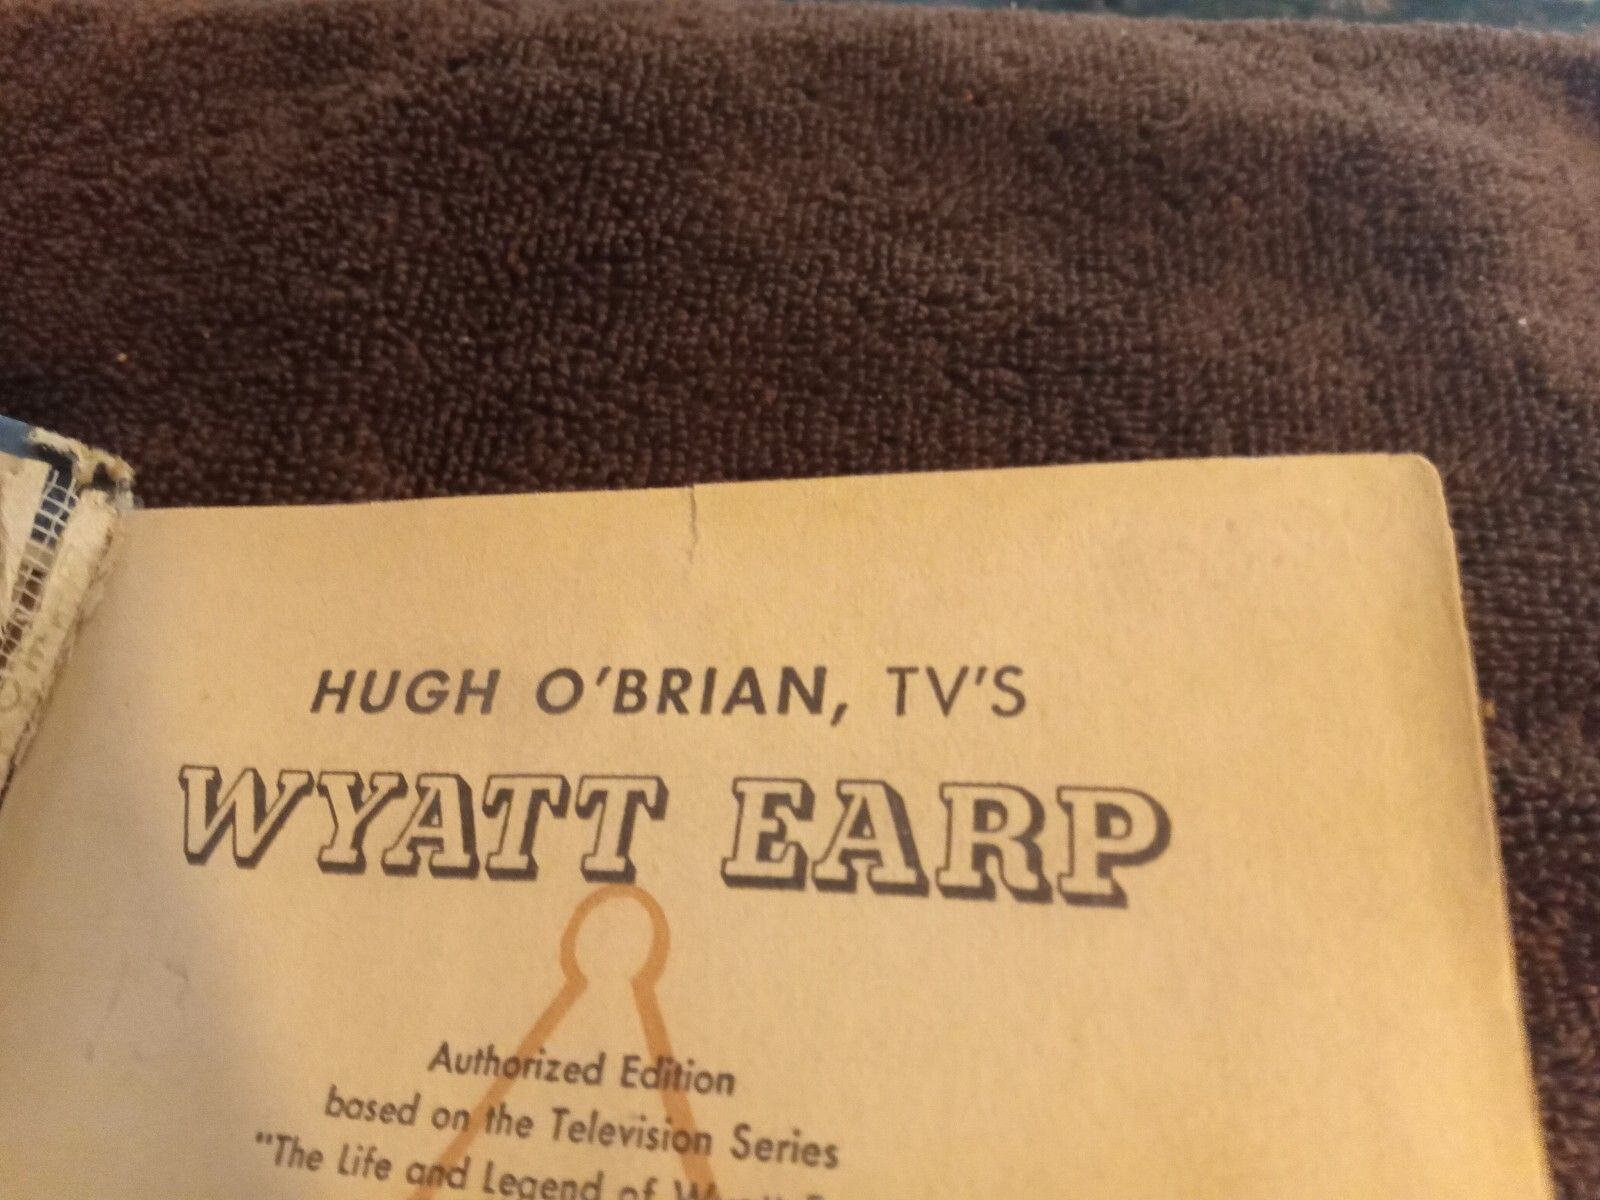 HUGH O'BRIAN, TV'S
WYATT EARP
Authorized Edition
based on the Television Series
"The Life and Legend of